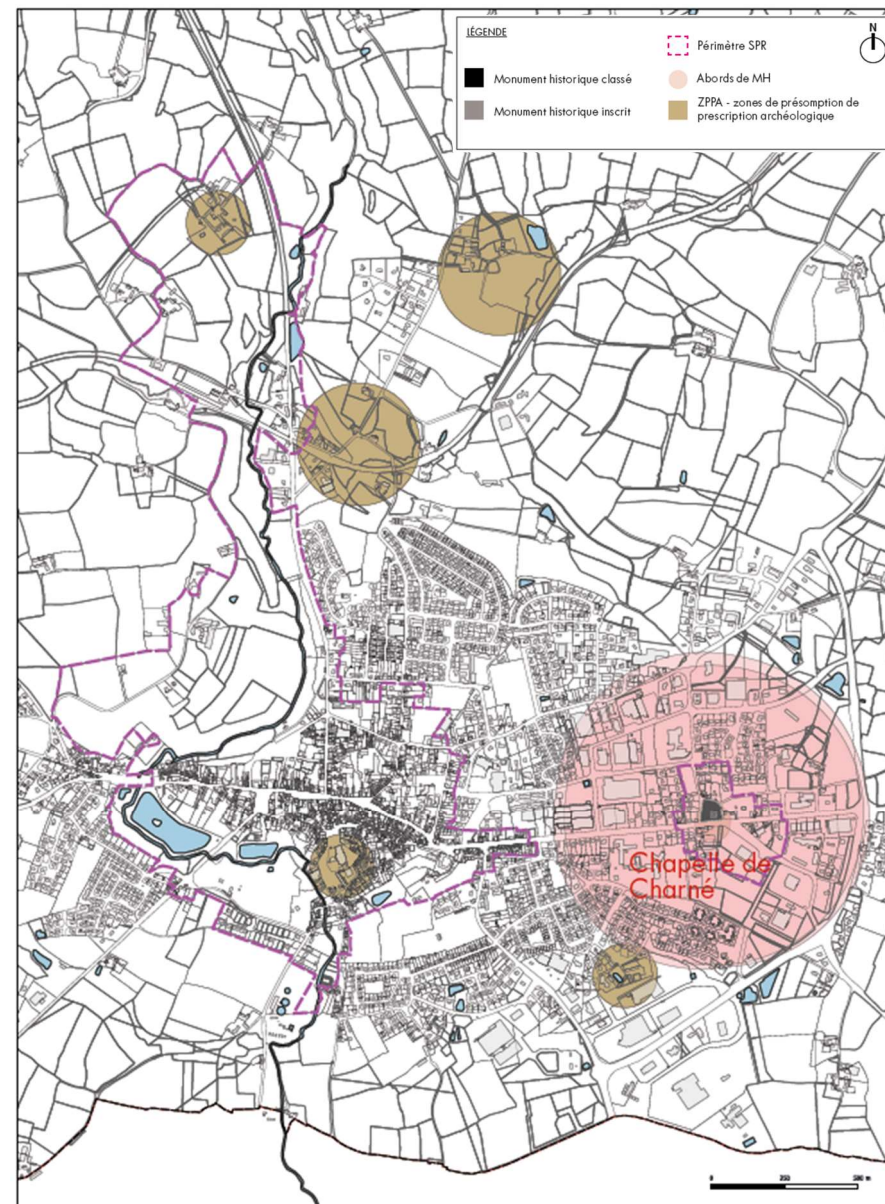 LÉGENDE
Monument historique classé
Monument historique inscrit
Périmètre SPR
Abords de MH
ZPPA - zones de présomption de
prescription archéologique
N
Chapelle de
Charné
0 250 500 m